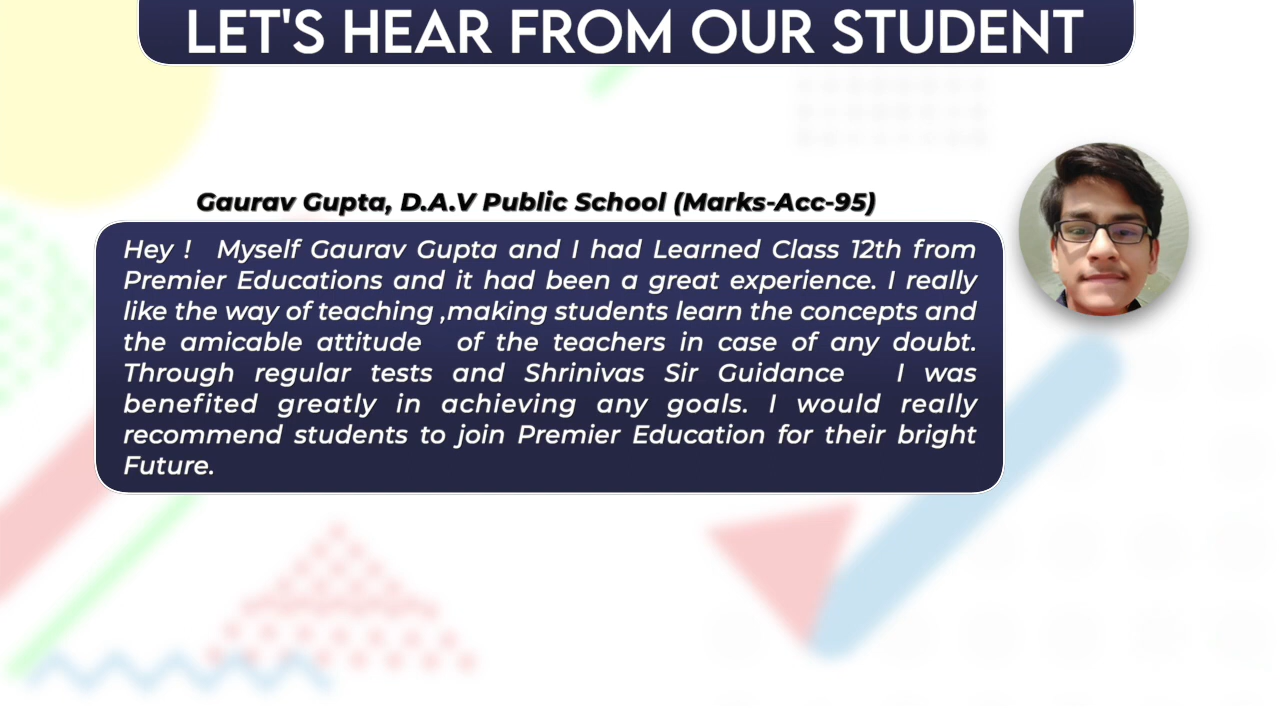 LET'S HEAR FROM OUR STUDENT
Gaurav Gupta, D.A.V Public School (Marks-Acc-95)
Hey !  Myself Gaurav Gupta and I had Learned Class 12th from
Premier Educations and it had been a great experience. I really
like the way of teaching ,making students learn the concepts and
the amicable attitude  of the teachers in case of any doubt.
Through regular tests and Shrinivas Sir Guidance  I was
benefited greatly in achieving any goals. I would really
recommend students to join Premier Education for their bright
Future.